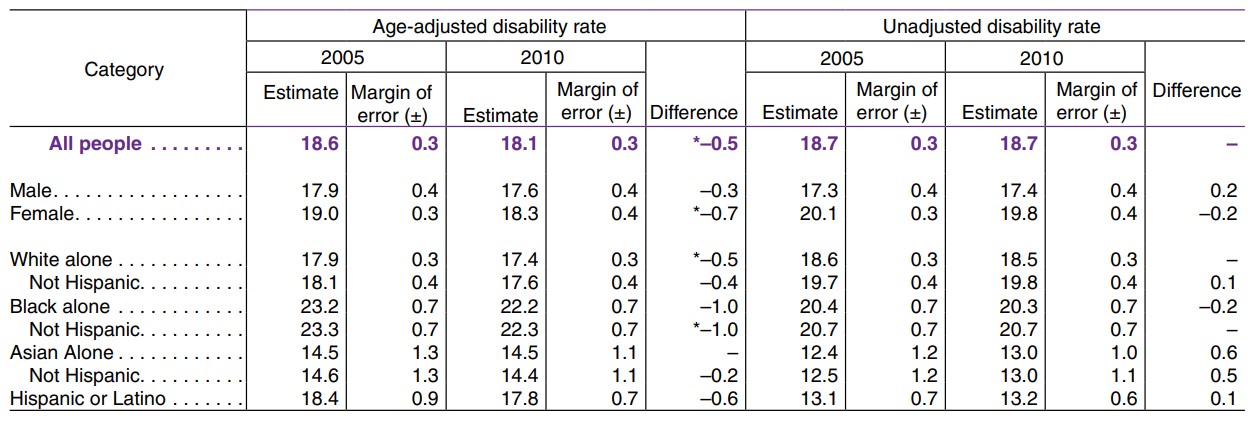 Category Age-adjusted disability rate Unadjusted disability rate
2005 2010 Difference 2005 2010 Difference
Estimate Margin of error (±) Estimate Margin of error (±) Estimate Margin of error (±) Estimate Margin of error (±)
All people . . . . . . . . . 18.6 0.3 18.1 0.3 *–0.5 18.7 0.3 18.7 0.3 –
Male. . . . . . . . . . . . . . . . . . 17.9 0.4 17.6 0.4 –0.3 17.3 0.4 17.4 0.4 0.2
Female. . . . . . . . . . . . . . . . 19.0 0.3 18.3 0.4 *–0.7 20.1 0.3 19.8 0.4 –0.2
White alone . . . . . . . . . . . . 17.9 0.3 17.4 0.3 *–0.5 18.6 0.3 18.5 0.3 –
Not Hispanic. . . . . . . . . . 18.1 0.4 17.6 0.4 –0.4 19.7 0.4 19.8 0.4 0.1
Black alone . . . . . . . . . . . . 23.2 0.7 22.2 0.7 –1.0 20.4 0.7 20.3 0.7 –0.2
Not Hispanic. . . . . . . . . . 23.3 0.7 22.3 0.7 *–1.0 20.7 0.7 20.7 0.7 –
Asian Alone . . . . . . . . . . . . 14.5 1.3 14.5 1.1 – 12.4 1.2 13.0 1.0 0.6
Not Hispanic. . . . . . . . . . 14.6 1.3 14.4 1.1 –0.2 12.5 1.2 13.0 1.1 0.5
Hispanic or Latino . . . . . . . 18.4 0.9 17.8 0.7 –0.6 13.1 0.7 13.2 0.6 0.1